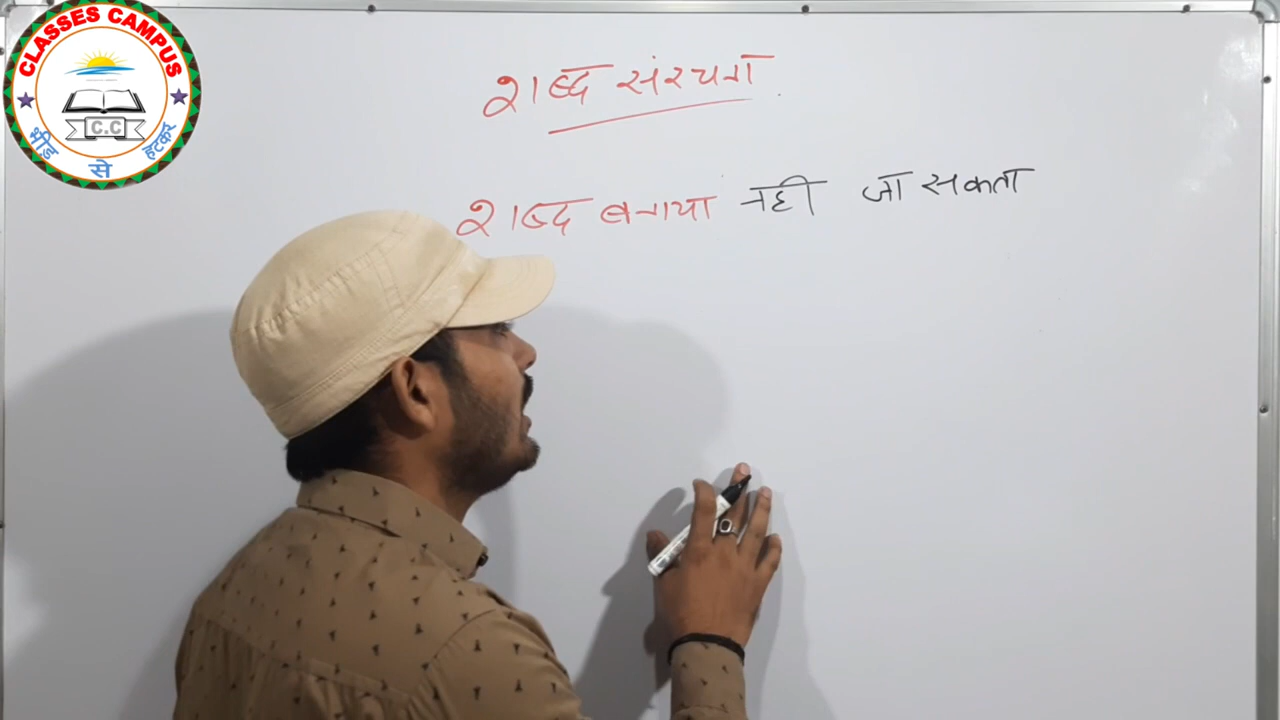 CLASSES CAMPUS
C.C
भीड़ से हटकर
शब्द संरचना
शब्द बनाया नही जा सकता